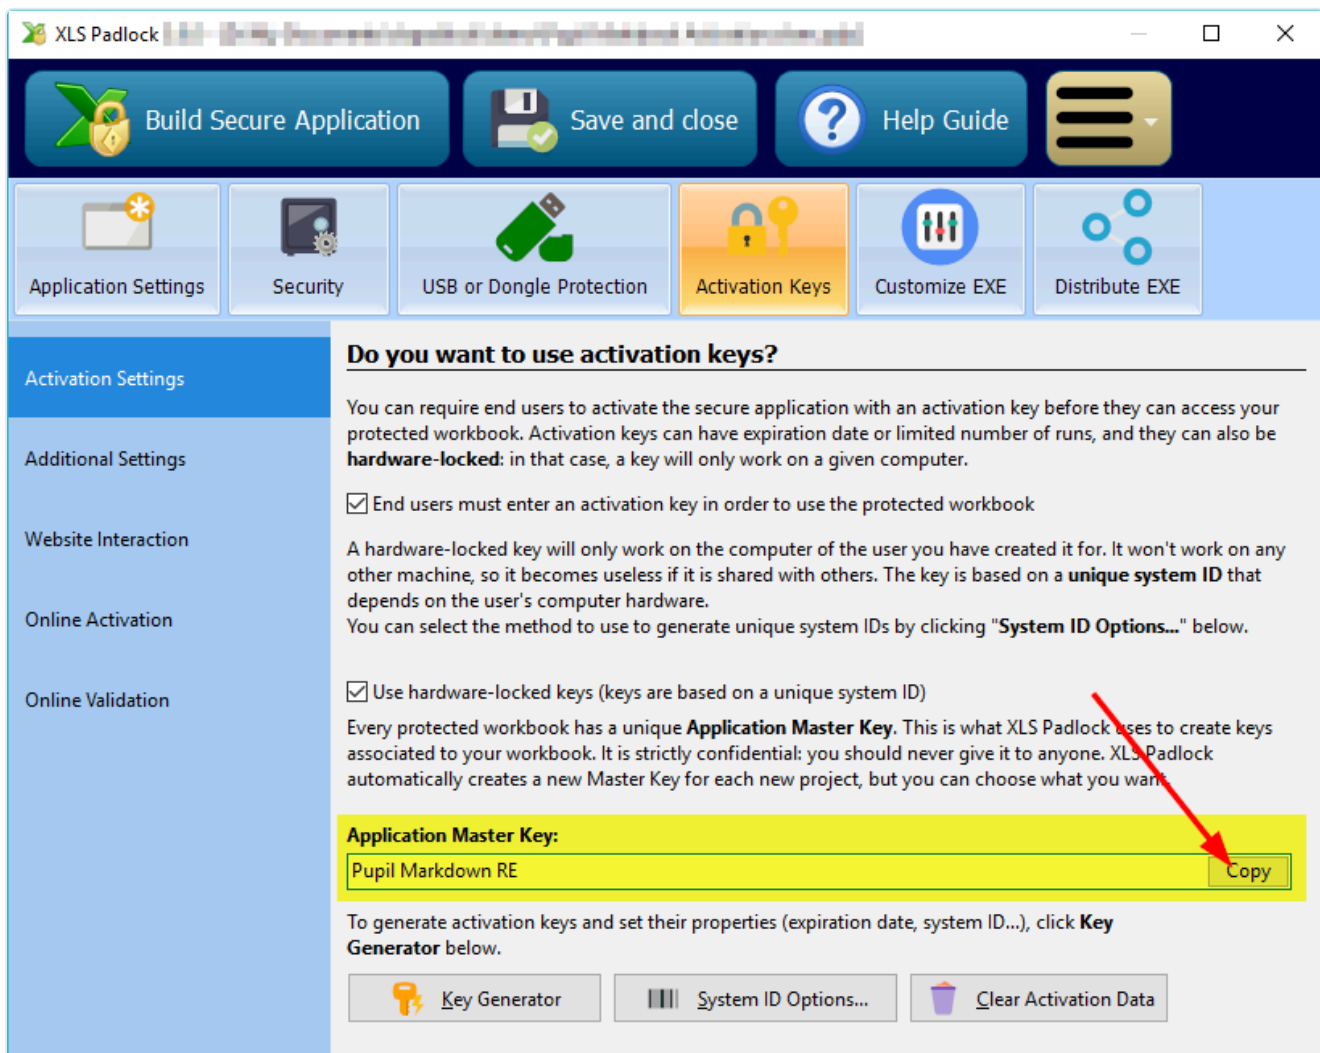 XLS Padlock
Build Secure Application
Save and close
Help Guide
Application Settings
Security
USB or Dongle Protection
Activation Keys
Customize EXE
Distribute EXE
Activation Settings
Additional Settings
Website Interaction
Online Activation
Online Validation
Do you want to use activation keys?
You can require end users to activate the secure application with an activation key before they can access your
protected workbook. Activation keys can have expiration date or limited number of runs, and they can also be
hardware-locked: in that case, a key will only work on a given computer.
End users must enter an activation key in order to use the protected workbook
A hardware-locked key will only work on the computer of the user you have created it for. It won't work on any
other machine, so it becomes useless if it is shared with others. The key is based on a unique system ID that
depends on the user's computer hardware.
You can select the method to use to generate unique system IDs by clicking "System ID Options..." below.
Use hardware-locked keys (keys are based on a unique system ID)
Every protected workbook has a unique Application Master Key. This is what XLS Padlock uses to create keys
associated to your workbook. It is strictly confidential: you should never give it to anyone. XLS Padlock
automatically creates a new Master Key for each new project, but you can choose what you want.
Application Master Key:
Pupil Markdown RE
Copy
To generate activation keys and set their properties (expiration date, system ID...), click Key
Generator below.
Key Generator
System ID Options...
Clear Activation Data